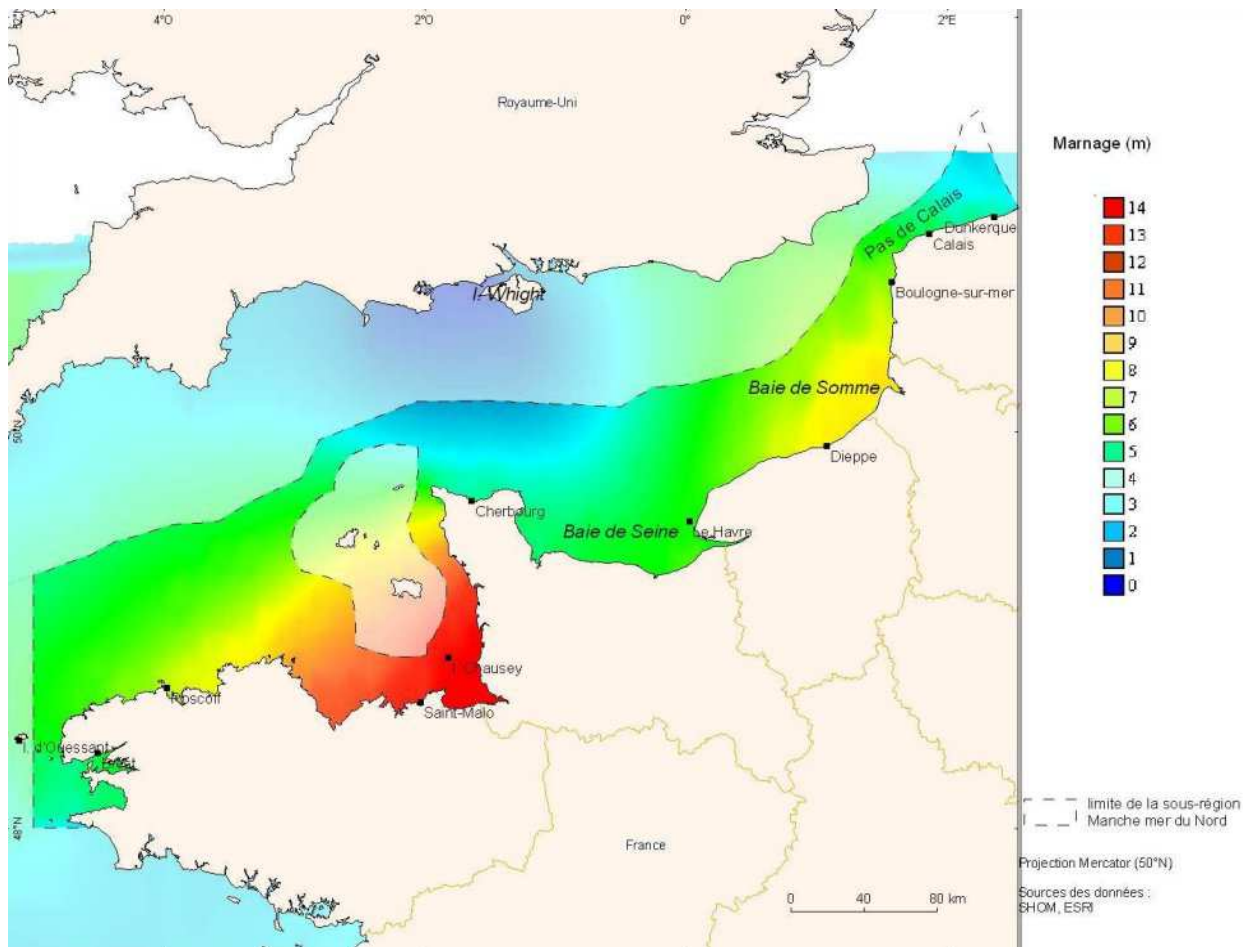 4°O
2°O
0°
2°E
50°N
48°N
Royaume-Uni
Marnage (m)
14
13
12
11
10
9
8
7
6
5
4
3
2
1
0
Pas de Calais
Dunkerque
Calais
Boulogne-sur-mer
I. Whight
Baie de Somme
Dieppe
Cherbourg
Baie de Seine
Le Havre
I. Chausey
Roscoff
Saint-Malo
I. d'Ouessant
Brest
France
limite de la sous-région
Manche mer du Nord
Projection Mercator (50°N)
Sources des données :
SHOM, ESRI
0 40 80 km